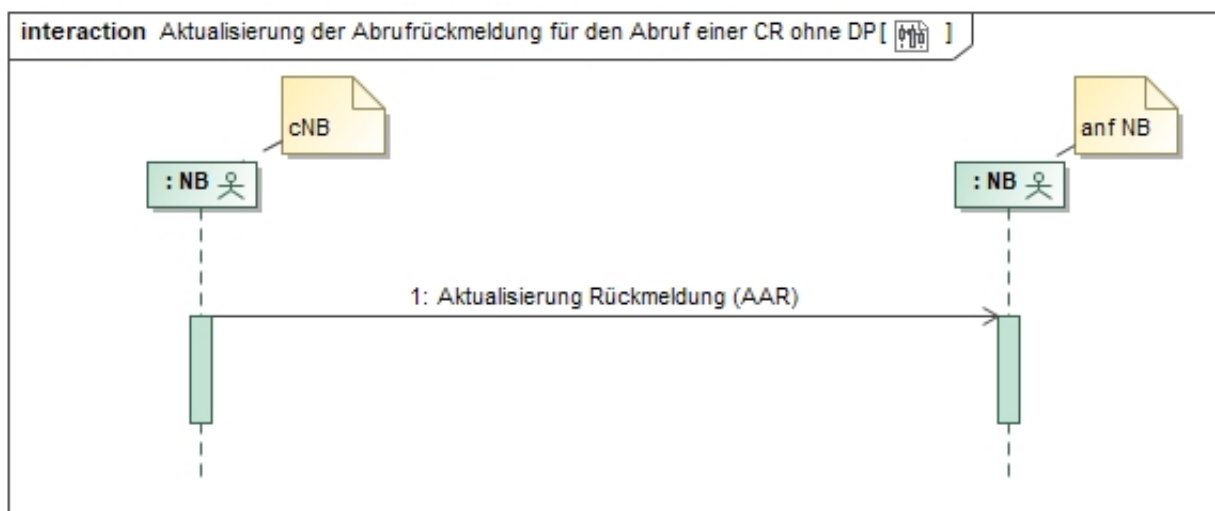 interaction Aktualisierung der Abrufrückmeldung für den Abruf einer CR ohne DP[ ]
cNB
anf NB
: NB
: NB
1: Aktualisierung Rückmeldung (AAR)